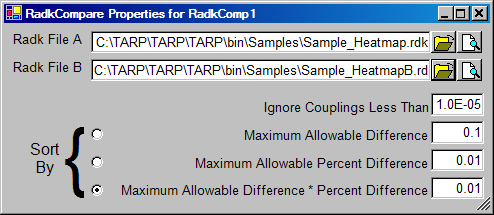 RadkCompare Properties for RadkComp1
Radk File A C:\TARP\TARP\TARP\bin\Samples\Sample_Heatmap.rdk
Radk File B C:\TARP\TARP\TARP\bin\Samples\Sample_HeatmapB.rd
Ignore Couplings Less Than 1.0E-05
Maximum Allowable Difference 0.1
Sort By
Maximum Allowable Percent Difference 0.01
Maximum Allowable Difference * Percent Difference 0.01